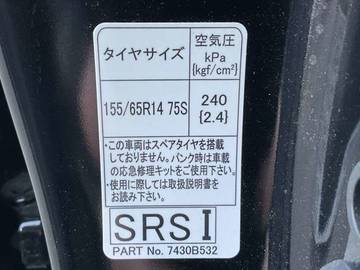 タイヤサイズ 空気圧
kPa
{kgf/cm²}
155/65R14 75S 240
{2.4}
・この車両はスペアタイヤを搭載
しておりません。パンク時は車載
の応急修理キットをご使用下さい。
・使用に際しては取扱説明書を
お読み下さい。
SRS I
PART No. 7430B532